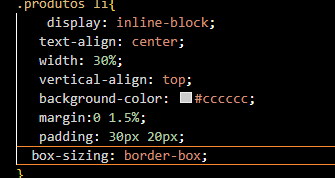 .produtos li{
display: inline-block;
text-align: center;
width: 30%;
vertical-align: top;
background-color: #cccccc;
margin:0 1.5%;
padding: 30px 20px;
box-sizing: border-box;
}